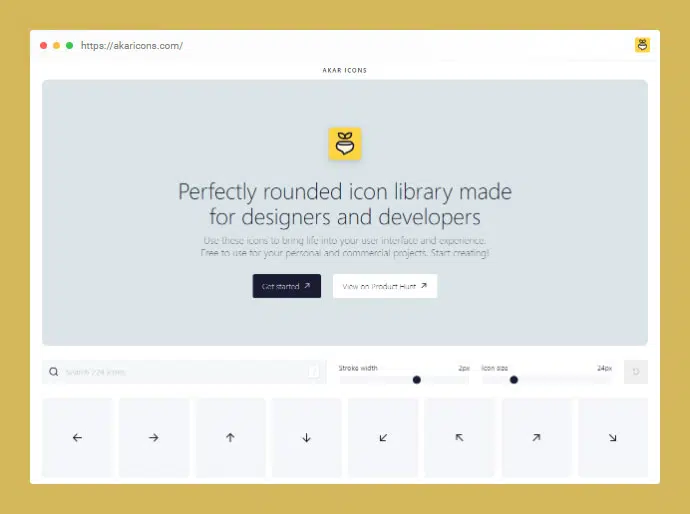 https://akaricons.com/
AKAR ICONS
Perfectly rounded icon library made
for designers and developers
Use these icons to bring life into your user interface and experience.
Free to use for your personal and commercial projects. Start creating!
Get started
View on Product Hunt
Search 224 icons
Stroke width
2px
Icon size
24px